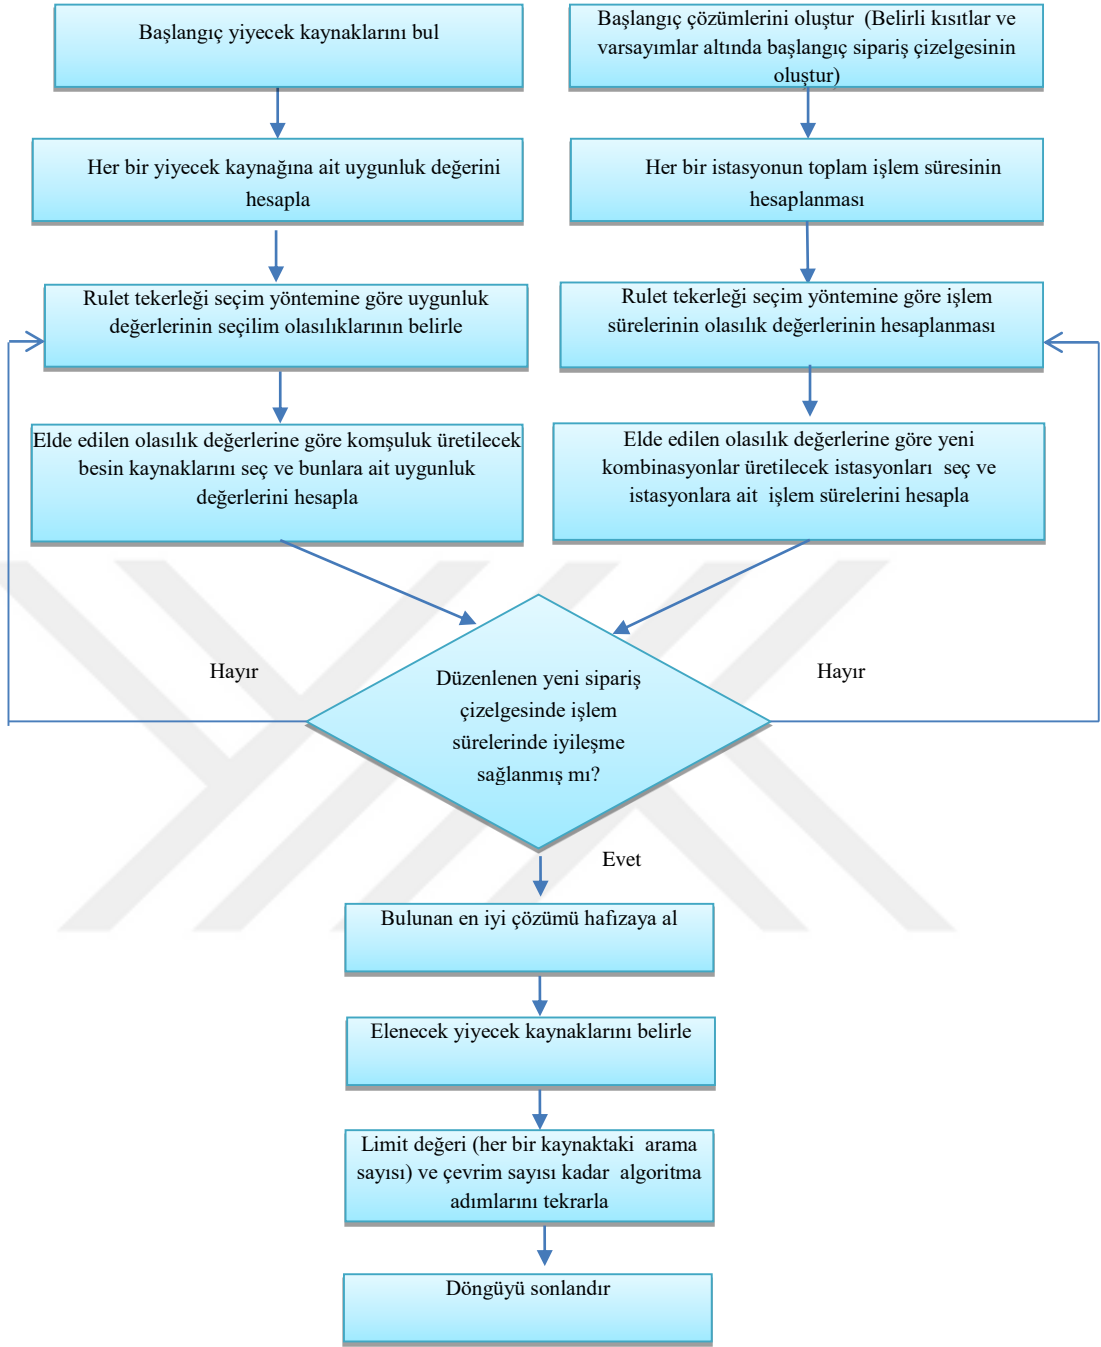 Başlangıç yiyecek kaynaklarını bul
Başlangıç çözümlerini oluştur (Belirli kısıtlar ve
varsayımlar altında başlangıç sipariş çizelgesinin
oluştur)
Her bir yiyecek kaynağına ait uygunluk değerini
hesapla
Her bir istasyonun toplam işlem süresinin
hesaplanması
Rulet tekerleği seçim yöntemine göre uygunluk
değerlerinin seçilim olasılıklarının belirle
Rulet tekerleği seçim yöntemine göre işlem
sürelerinin olasılık değerlerinin hesaplanması
Elde edilen olasılık değerlerine göre komşuluk üretilecek
besin kaynaklarını seç ve bunlara ait uygunluk
değerlerini hesapla
Elde edilen olasılık değerlerine göre yeni
kombinasyonlar üretilecek istasyonları seç ve
istasyonlara ait işlem sürelerini hesapla
Hayır
Düzenlenen yeni sipariş
çizelgesinde işlem
sürelerinde iyileşme
sağlanmış mı?
Hayır
Evet
Bulunan en iyi çözümü hafızaya al
Elenecek yiyecek kaynaklarını belirle
Limit değeri (her bir kaynaktaki arama
sayısı) ve çevrim sayısı kadar algoritma
adımlarını tekrarla
Döngüyü sonlandır